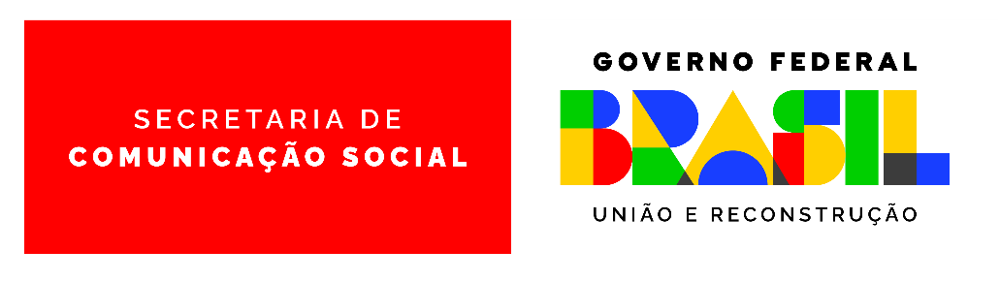 SECRETARIA DE
COMUNICAÇÃO SOCIAL
GOVERNO FEDERAL
BRASIL
UNIÃO E RECONSTRUÇÃO